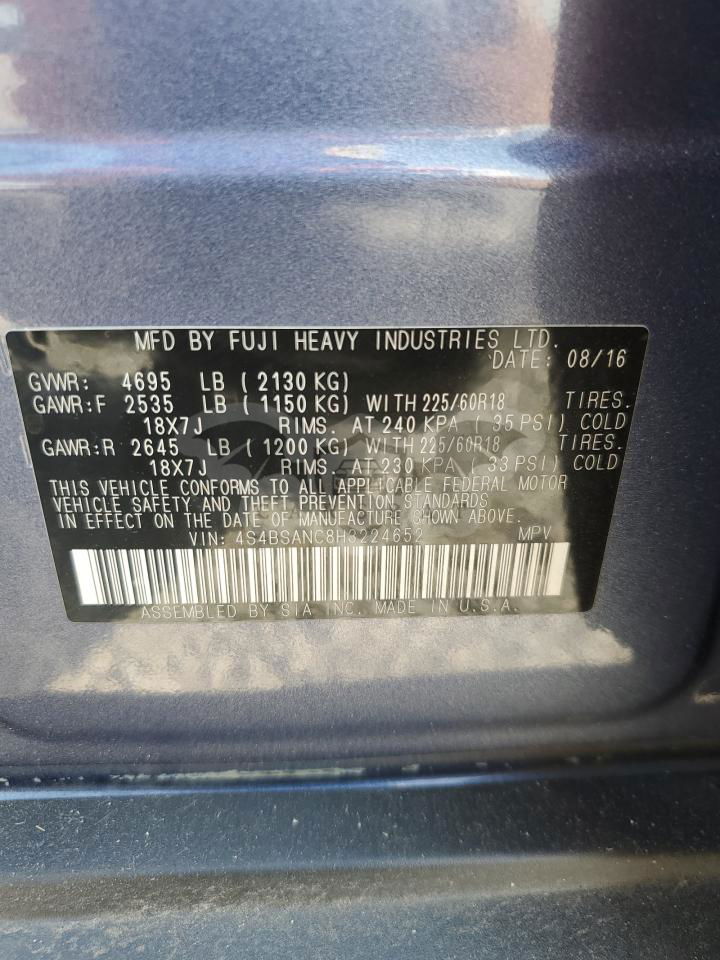 MFD BY FUJI HEAVY INDUSTRIES LTD.
DATE: 08/16
GVWR: 4695 LB ( 2130 KG)
GAWR:F 2535 LB ( 1150 KG) WITH 225/60R18 TIRES.
18X7J RIMS. AT 240 KPA ( 35 PSI) COLD
GAWR:R 2645 LB ( 1200 KG) WITH 225/60R18 TIRES.
18X7J RIMS. AT 230 KPA ( 33 PSI) COLD
THIS VEHICLE CONFORMS TO ALL APPLICABLE FEDERAL MOTOR
VEHICLE SAFETY AND THEFT PREVENTION STANDARDS
IN EFFECT ON THE DATE OF MANUFACTURE SHOWN ABOVE.
VIN: 4S4BSANC8H3224652 MPV
ASSEMBLED BY SIA INC. MADE IN U.S.A.